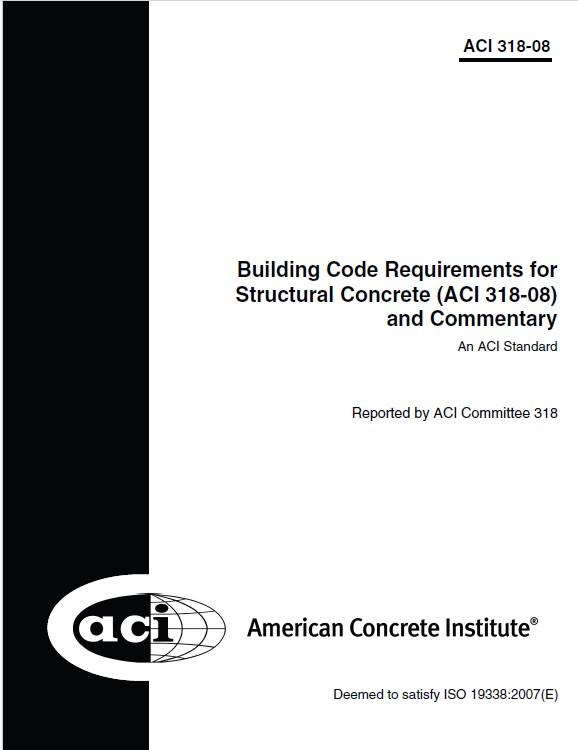 ACI 318-08
Building Code Requirements for
Structural Concrete (ACI 318-08)
and Commentary
An ACI Standard
Reported by ACI Committee 318
aci
American Concrete Institute®
Deemed to satisfy ISO 19338:2007(E)